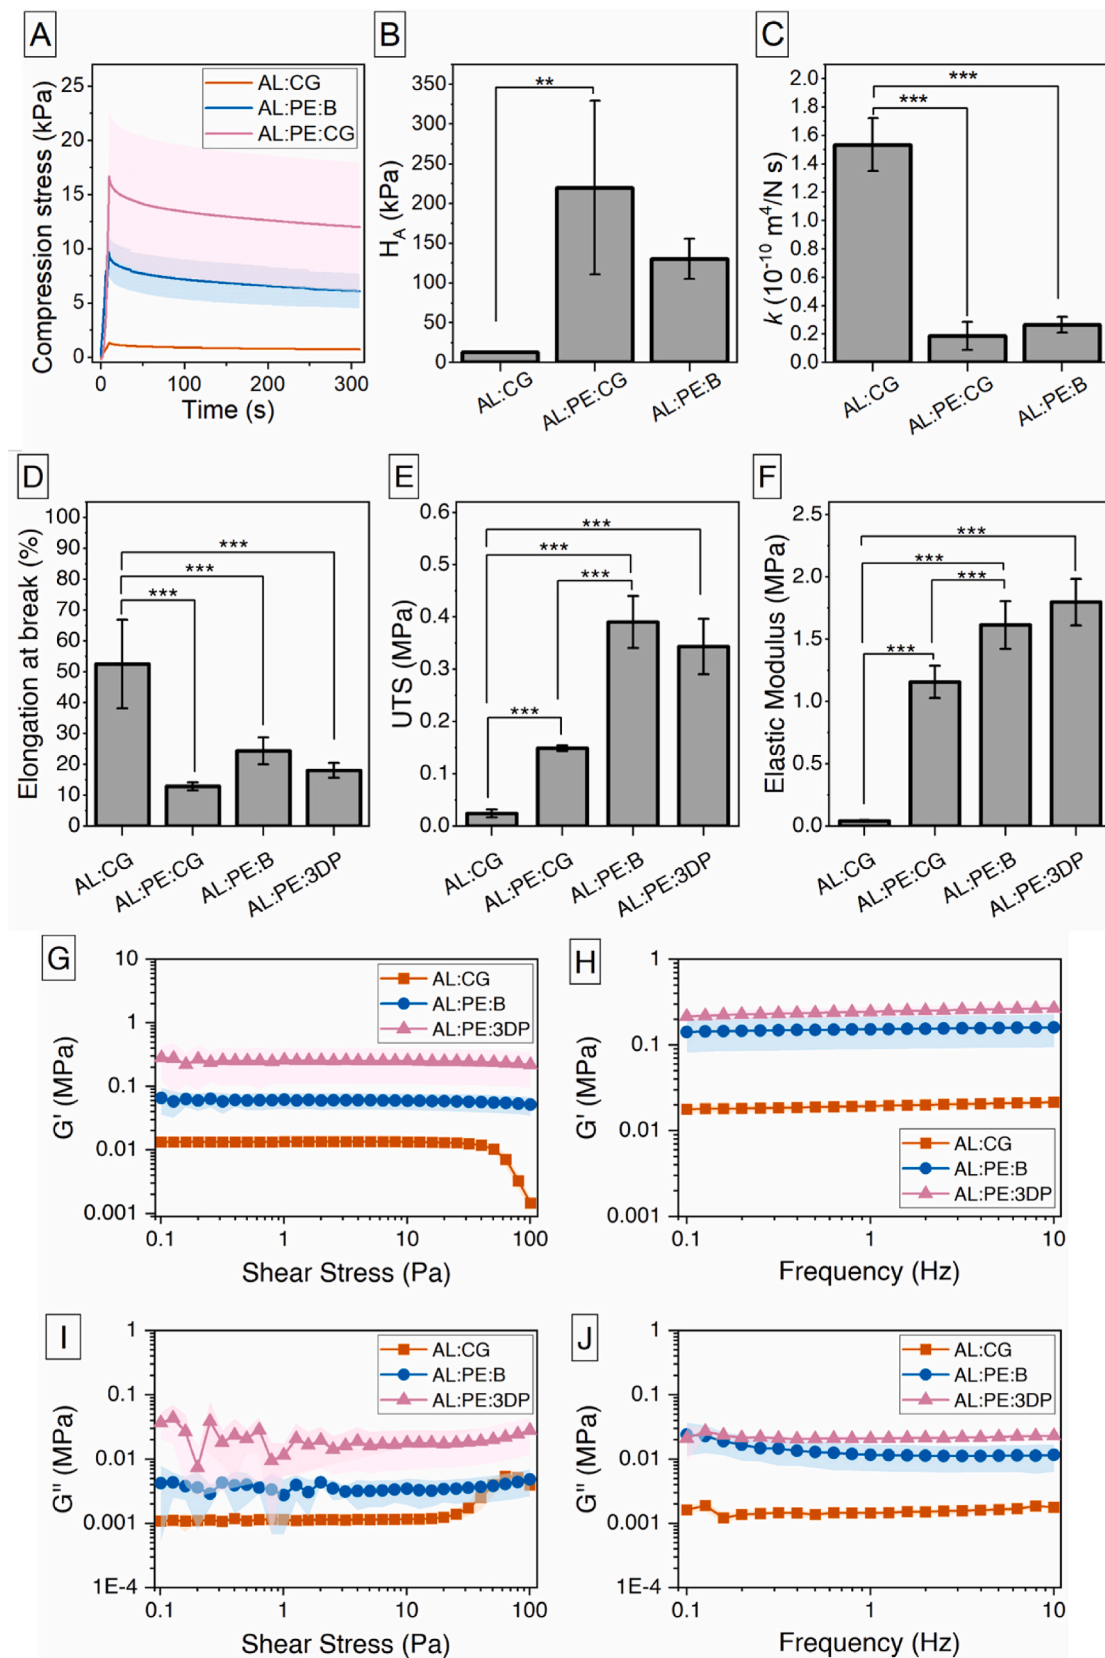 A
Compression stress (kPa)
25
20
15
10
5
0
AL:CG
AL:PE:B
AL:PE:CG
0 100 200 300
Time (s)
B
H_A (kPa)
350
300
250
200
150
100
50
0
**
AL:CG
AL:PE:CG
AL:PE:B
C
k (10⁻¹⁰ m⁴/N s)
2.0
1.8
1.6
1.4
1.2
1.0
0.8
0.6
0.4
0.2
0.0
***
***
AL:CG
AL:PE:CG
AL:PE:B
D
Elongation at break (%)
100
90
80
70
60
50
40
30
20
10
0
***
***
***
AL:CG
AL:PE:CG
AL:PE:B
AL:PE:3DP
E
UTS (MPa)
0.6
0.5
0.4
0.3
0.2
0.1
0.0
***
***
***
***
AL:CG
AL:PE:CG
AL:PE:B
AL:PE:3DP
F
Elastic Modulus (MPa)
2.5
2.0
1.5
1.0
0.5
0.0
***
***
***
***
AL:CG
AL:PE:CG
AL:PE:B
AL:PE:3DP
G
G' (MPa)
10
1
0.1
0.01
0.001
AL:CG
AL:PE:B
AL:PE:3DP
0.1 1 10 100
Shear Stress (Pa)
H
G' (MPa)
1
0.1
0.01
0.001
AL:CG
AL:PE:B
AL:PE:3DP
0.1 1 10
Frequency (Hz)
I
G" (MPa)
1
0.1
0.01
0.001
1E-4
AL:CG
AL:PE:B
AL:PE:3DP
0.1 1 10 100
Shear Stress (Pa)
J
G" (MPa)
1
0.1
0.01
0.001
1E-4
AL:CG
AL:PE:B
AL:PE:3DP
0.1 1 10
Frequency (Hz)